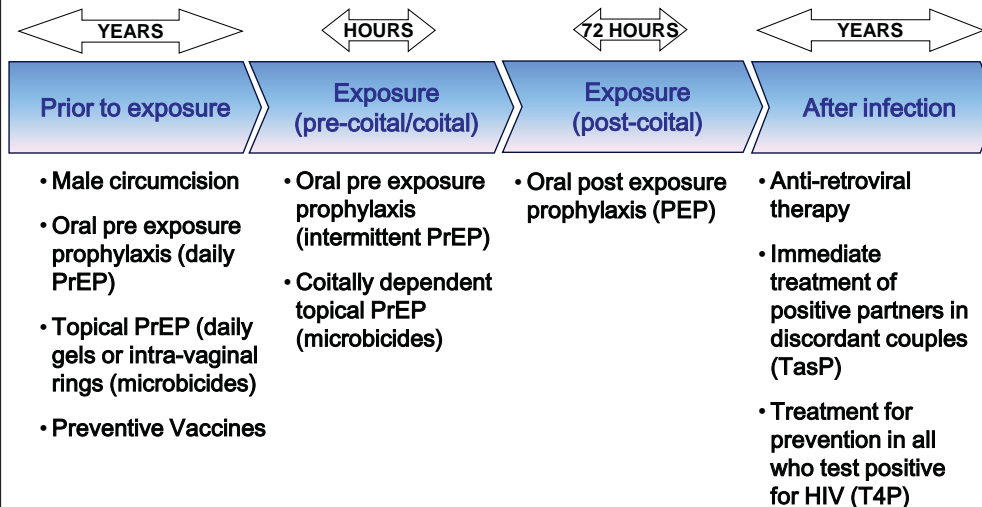 YEARS
HOURS
72 HOURS
YEARS
Prior to exposure
Exposure
(pre-coital/coital)
Exposure
(post-coital)
After infection
• Male circumcision
• Oral pre exposure
prophylaxis (daily
PrEP)
• Topical PrEP (daily
gels or intra-vaginal
rings (microbicides)
• Preventive Vaccines
• Oral pre exposure
prophylaxis
(intermittent PrEP)
• Coitally dependent
topical PrEP
(microbicides)
• Oral post exposure
prophylaxis (PEP)
• Anti-retroviral
therapy
• Immediate
treatment of
positive partners in
discordant couples
(TasP)
• Treatment for
prevention in all
who test positive
for HIV (T4P)